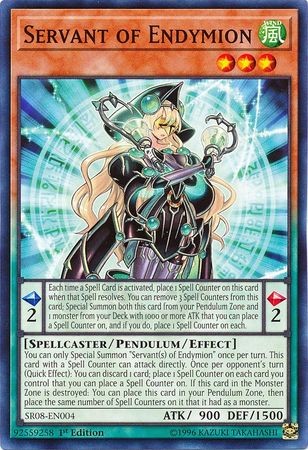 SERVANT OF ENDYMION
WIND
風
Each time a Spell Card is activated, place 1 Spell Counter on this card
when that Spell resolves. You can remove 3 Spell Counters from this
card; Special Summon both this card from your Pendulum Zone and
1 monster from your Deck with 1000 or more ATK that you can place
a Spell Counter on, and if you do, place 1 Spell Counter on each.
2
2
[SPELLCASTER/PENDULUM/EFFECT]
You can only Special Summon "Servant(s) of Endymion" once per turn. This
card with a Spell Counter can attack directly. Once per opponent's turn
(Quick Effect): You can discard 1 card; place 1 Spell Counter on each card you
control that you can place a Spell Counter on. If this card in the Monster
Zone is destroyed: You can place this card in your Pendulum Zone, then
place the same number of Spell Counters on it that it had as a monster.
SR08-EN004
ATK/ 900 DEF/1500
92559258 1st Edition
©1996 KAZUKI TAKAHASHI